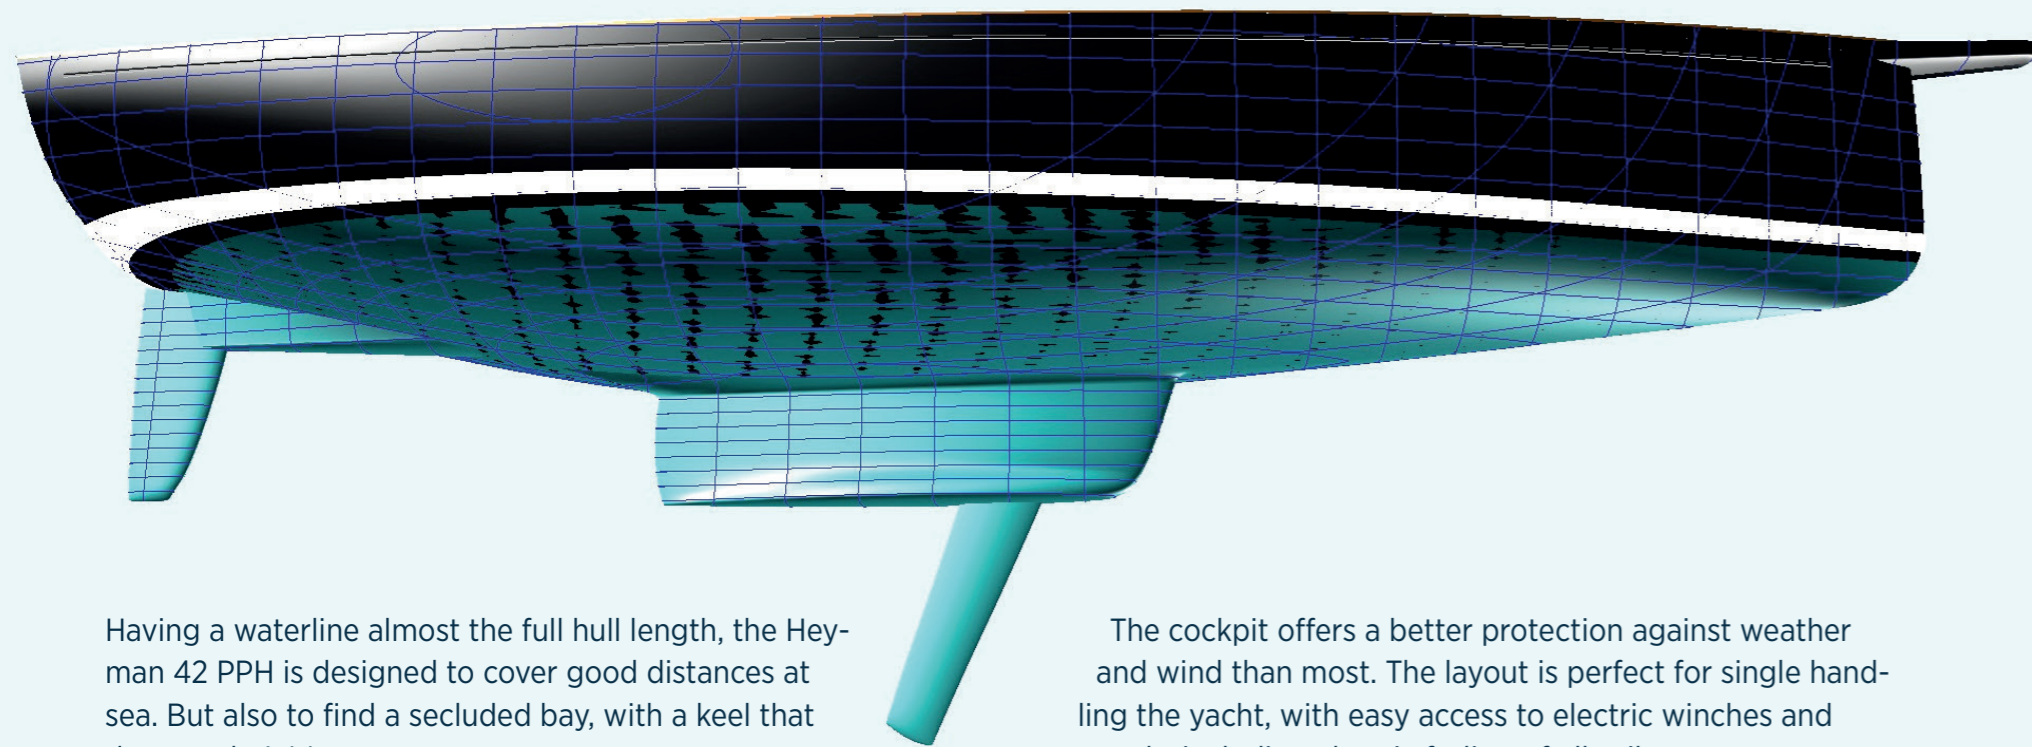 Having a waterline almost the full hull length, the Hey-
man 42 PPH is designed to cover good distances at
sea. But also to find a secluded bay, with a keel that
The cockpit offers a better protection against weather
and wind than most. The layout is perfect for single hand-
ling the yacht, with easy access to electric winches and